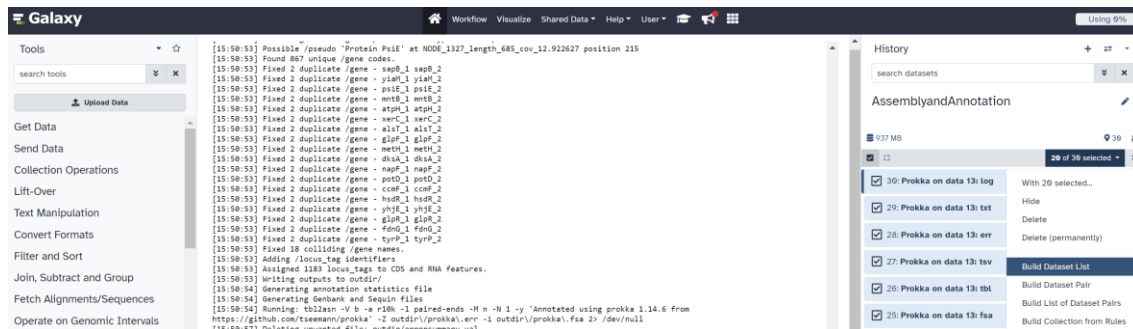 Galaxy
Workflow Visualize Shared Data Help User
Using 0%
Tools
search tools
Upload Data
Get Data
Send Data
Collection Operations
Lift-Over
Text Manipulation
Convert Formats
Filter and Sort
Join, Subtract and Group
Fetch Alignments/Sequences
Operate on Genomic Intervals
[15:50:53] Possible /pseudo 'Protein PsiE' at NODE_1327_length_685_cov_12.922627 position 215
[15:50:53] Found 867 unique /gene codes.
[15:50:53] Fixed 2 duplicate /gene - sapB_1 sapB_2
[15:50:53] Fixed 2 duplicate /gene - yiaM_1 yiaM_2
[15:50:53] Fixed 2 duplicate /gene - psiE_1 psiE_2
[15:50:53] Fixed 2 duplicate /gene - mntB_1 mntB_2
[15:50:53] Fixed 2 duplicate /gene - atpH_1 atpH_2
[15:50:53] Fixed 2 duplicate /gene - xerC_1 xerC_2
[15:50:53] Fixed 2 duplicate /gene - alsT_1 alsT_2
[15:50:53] Fixed 2 duplicate /gene - glpF_1 glpF_2
[15:50:53] Fixed 2 duplicate /gene - metH_1 metH_2
[15:50:53] Fixed 2 duplicate /gene - dksA_1 dksA_2
[15:50:53] Fixed 2 duplicate /gene - napF_1 napF_2
[15:50:53] Fixed 2 duplicate /gene - potD_1 potD_2
[15:50:53] Fixed 2 duplicate /gene - ccmF_1 ccmF_2
[15:50:53] Fixed 2 duplicate /gene - hsdR_1 hsdR_2
[15:50:53] Fixed 2 duplicate /gene - yhjE_1 yhjE_2
[15:50:53] Fixed 2 duplicate /gene - glpR_1 glpR_2
[15:50:53] Fixed 2 duplicate /gene - fdnG_1 fdnG_2
[15:50:53] Fixed 2 duplicate /gene - tyrP_1 tyrP_2
[15:50:53] Fixed 18 colliding /gene names.
[15:50:53] Adding /locus_tag identifiers
[15:50:53] Assigned 1183 locus_tags to CDS and RNA features.
[15:50:53] Writing outputs to outdir/
[15:50:54] Generating annotation statistics file
[15:50:54] Generating Genbank and Sequin files
[15:50:54] Running: tbl2asn -V b -a r10k -l paired-ends -M n -N 1 -y 'Annotated using prokka 1.14.6 from
https://github.com/tseemann/prokka' -Z outdir\/prokka\.err -i outdir\/prokka\.fsa 2> /dev/null
[15:50:57] Deleting unwanted file: outdir/errorsummary.val
History
search datasets
AssemblyandAnnotation
937 MB
30
20 of 30 selected
30: Prokka on data 13: log
29: Prokka on data 13: txt
28: Prokka on data 13: err
27: Prokka on data 13: tsv
26: Prokka on data 13: tbl
25: Prokka on data 13: fsa
With 20 selected...
Hide
Delete
Delete (permanently)
Build Dataset List
Build Dataset Pair
Build List of Dataset Pairs
Build Collection from Rules